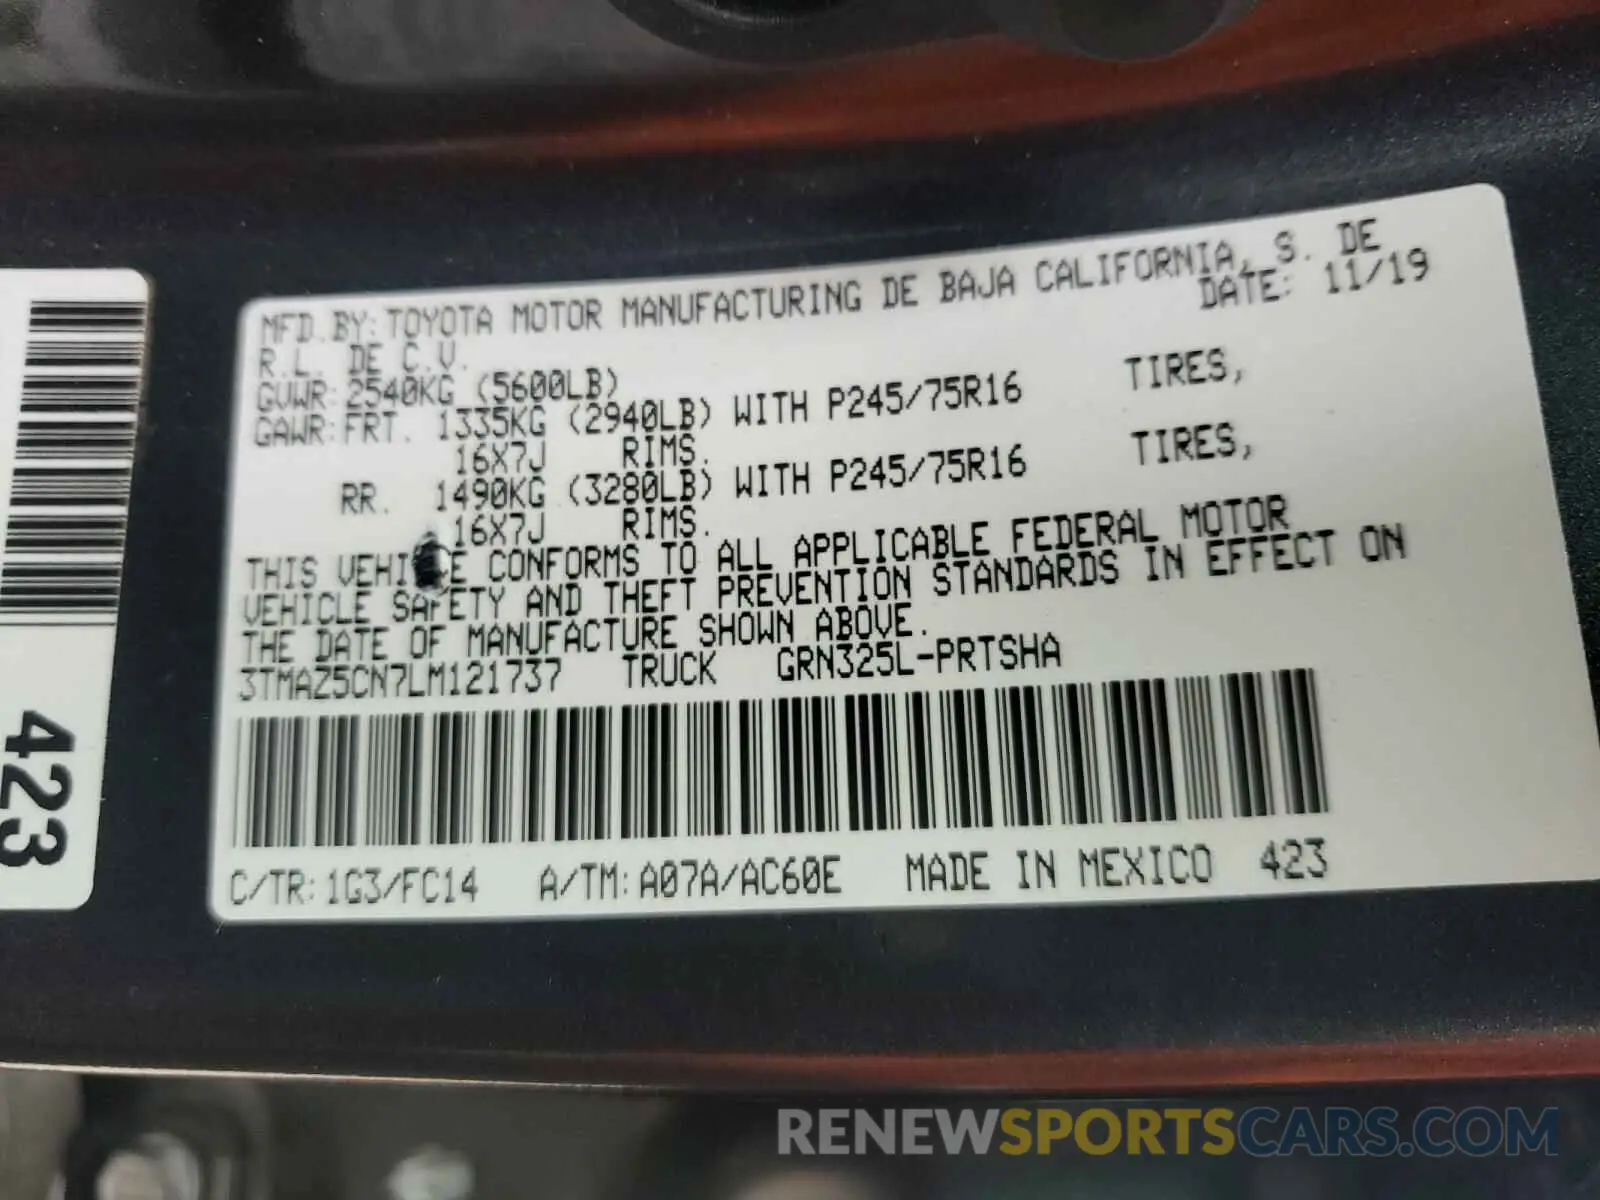 MFD.BY:TOYOTA MOTOR MANUFACTURING DE BAJA CALIFORNIA, S. DE
R.L. DE C.V. DATE: 11/19
GVWR:2540KG (5600LB)
GAWR:FRT. 1335KG (2940LB) WITH P245/75R16 TIRES,
16X7J RIMS.
RR. 1490KG (3280LB) WITH P245/75R16 TIRES,
16X7J RIMS.
THIS VEHICLE CONFORMS TO ALL APPLICABLE FEDERAL MOTOR
VEHICLE SAFETY AND THEFT PREVENTION STANDARDS IN EFFECT ON
THE DATE OF MANUFACTURE SHOWN ABOVE.
3TMAZ5CN7LM121737 TRUCK GRN325L-PRTSHA
C/TR:1G3/FC14 A/TM:A07A/AC60E MADE IN MEXICO 423
423
RENEWSPORTSCARS.COM